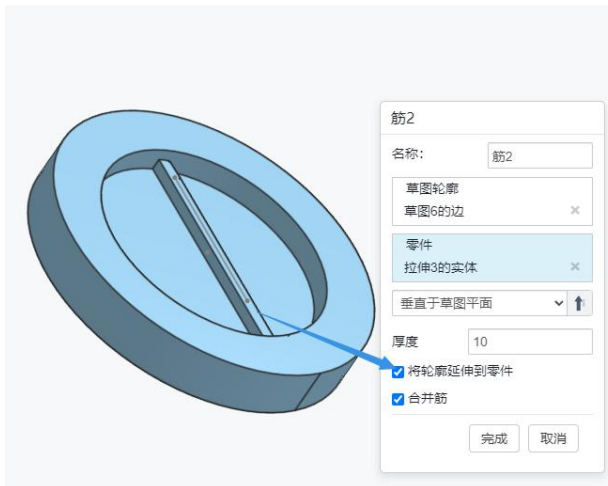 筋2
名称: 筋2
草图轮廓
草图6的边
零件
拉伸3的实体
垂直于草图平面
厚度 10
将轮廓延伸到零件
合并筋
完成 取消